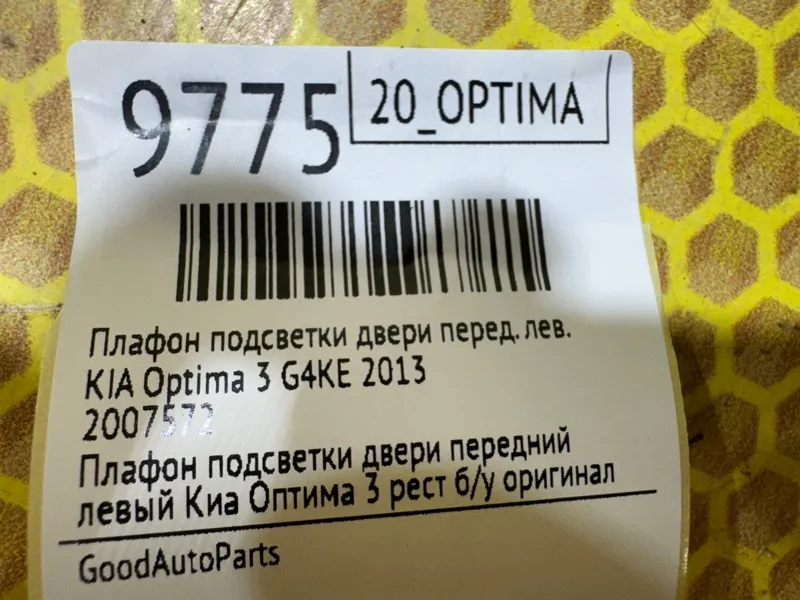 9775
20_OPTIMA
Плафон подсветки двери перед. лев.
KIA Optima 3 G4KE 2013
2007572
Плафон подсветки двери передний
левый Киа Оптима 3 рест б/у оригинал
GoodAutoParts